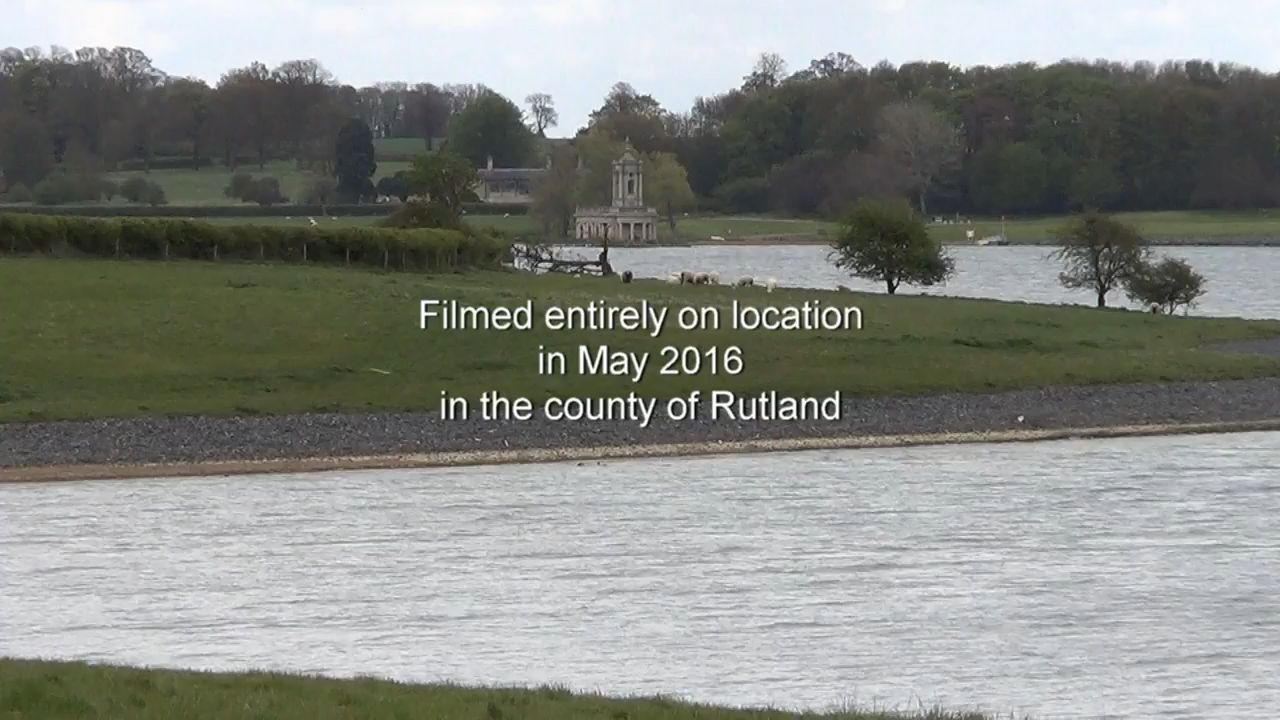 Filmed entirely on location
in May 2016
in the county of Rutland